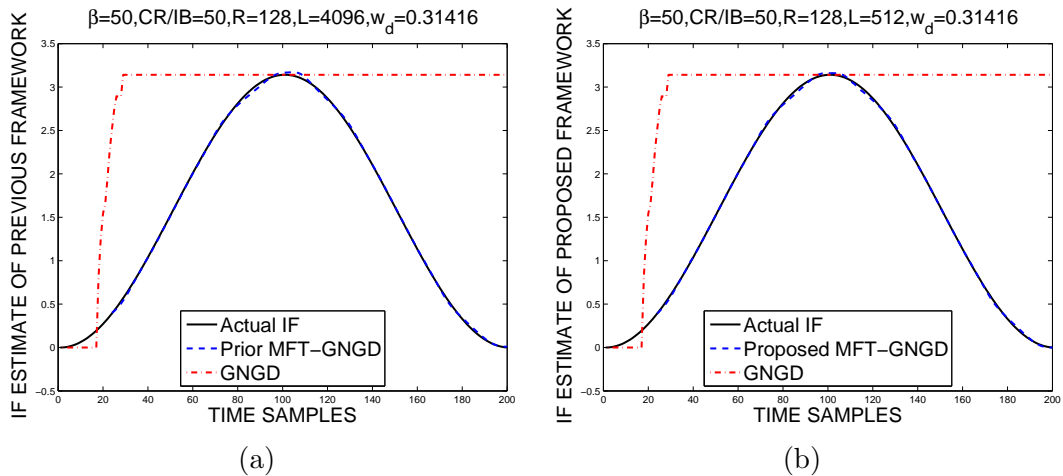 β=50,CR/IB=50,R=128,L=4096,w_d=0.31416
IF ESTIMATE OF PREVIOUS FRAMEWORK
3.5
3
2.5
2
1.5
1
0.5
0
−0.5
Actual IF
Prior MFT−GNGD
GNGD
0 20 40 60 80 100 120 140 160 180 200
TIME SAMPLES
(a)
β=50,CR/IB=50,R=128,L=512,w_d=0.31416
IF ESTIMATE OF PROPOSED FRAMEWORK
3.5
3
2.5
2
1.5
1
0.5
0
−0.5
Actual IF
Proposed MFT−GNGD
GNGD
0 20 40 60 80 100 120 140 160 180 200
TIME SAMPLES
(b)